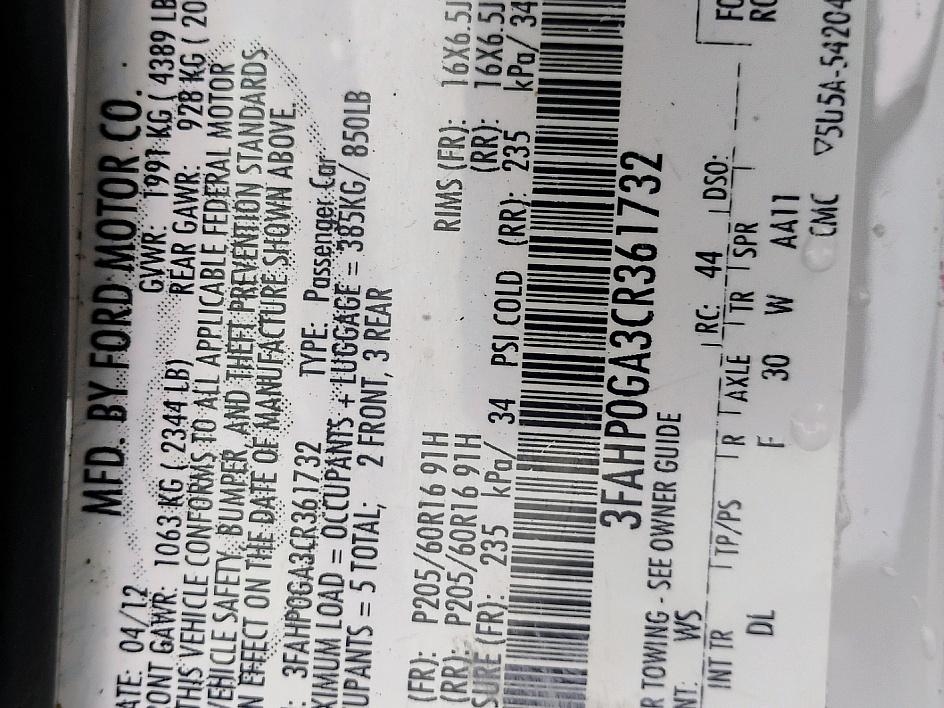 MFD. BY FORD MOTOR CO.
ATE: 04/12 GVWR: 1991 KG ( 4389 LB
ONT GAWR: 1063 KG ( 2344 LB) REAR GAWR: 928 KG ( 20
THIS VEHICLE CONFORMS TO ALL APPLICABLE FEDERAL MOTOR
VEHICLE SAFETY, BUMPER, AND THEFT PREVENTION STANDARDS
N EFFECT ON THE DATE OF MANUFACTURE SHOWN ABOVE.
: 3FAHP0GA3CR361732 TYPE: Passenger Car
XIMUM LOAD = OCCUPANTS + LUGGAGE = 385KG/ 850LB
UPANTS = 5 TOTAL, 2 FRONT, 3 REAR
(FR): P205/60R16 91H RIMS (FR): 16X6.5J
(RR): P205/60R16 91H (RR): 16X6.5J
SURE (FR): 235 kPa/ 34 PSI COLD (RR): 235 kPa/ 34
3FAHP0GA3CR361732
R TOWING - SEE OWNER GUIDE
NT: WS RC: 44 DSO:
INT TR TP/PS R AXLE TR SPR
DL F 30 W AA11
CMC
▽5U5A-54204
FO
RO